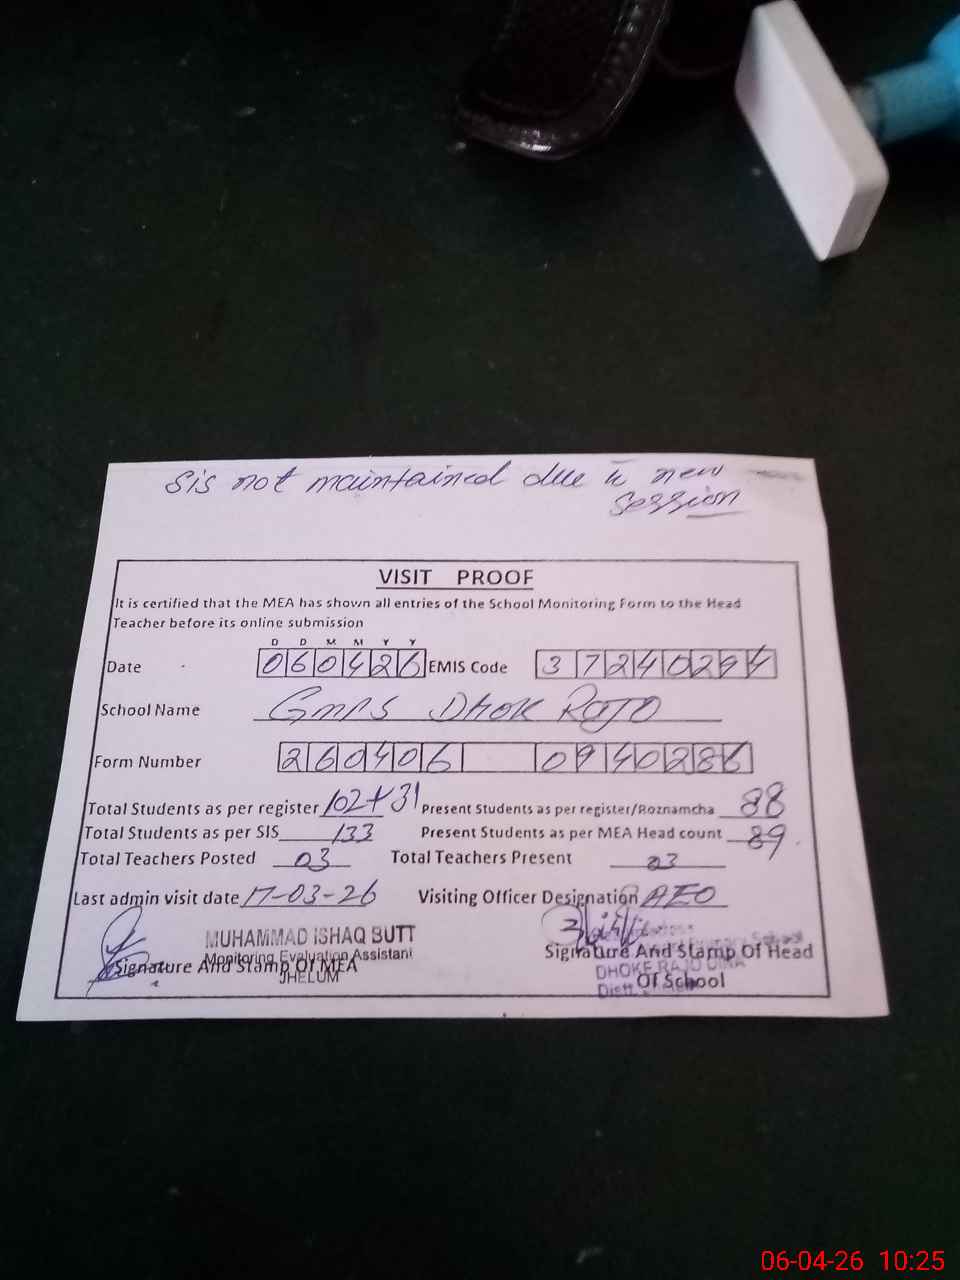 sis not maintained due to new
session
VISIT PROOF
It is certified that the MEA has shown all entries of the School Monitoring Form to the Head
Teacher before its online submission
D D M M Y Y
Date 060426 EMIS Code 37240294
School Name GMPS DHOK RAJO
Form Number 260406 0940286
Total Students as per register 102+31 Present Students as per register/Roznamcha 88
Total Students as per SIS 133 Present Students as per MEA Head count 89
Total Teachers Posted 03 Total Teachers Present 03
Last admin visit date 17-03-26 Visiting Officer Designation AEO
MUHAMMAD ISHAQ BUTT
Monitoring Evaluation Assistant
JHELUM
Signature And Stamp Of MEA
Signature And Stamp Of Head
Of School
School
DHOKE RAJO DINA
Distt.
06-04-26 10:25